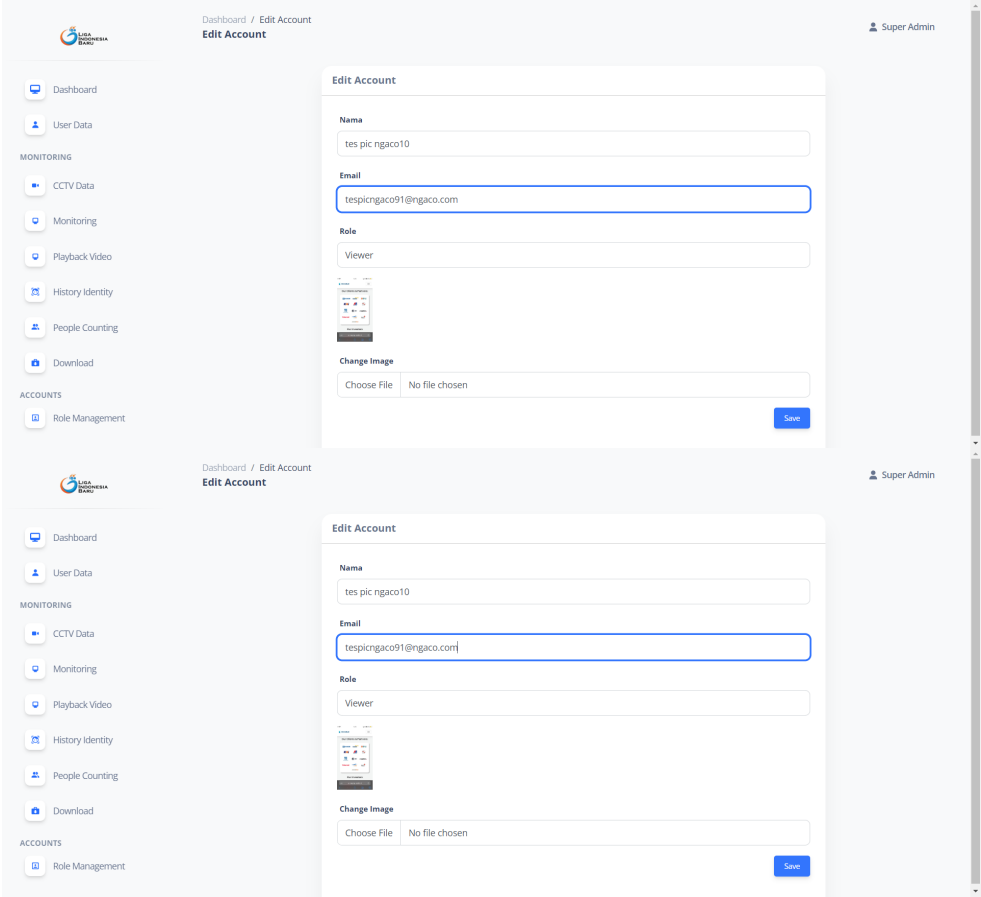 Dashboard / Edit Account
Edit Account
Super Admin
LIGA
INDONESIA
BARU
Edit Account
Dashboard
User Data
MONITORING
CCTV Data
Monitoring
Playback Video
History Identity
People Counting
Download
ACCOUNTS
Role Management
Nama
tes pic ngaco10
Email
tespicngaco91@ngaco.com
Role
Viewer
Change Image
Choose File No file chosen
Save
Dashboard / Edit Account
Edit Account
Super Admin
LIGA
INDONESIA
BARU
Edit Account
Dashboard
User Data
MONITORING
CCTV Data
Monitoring
Playback Video
History Identity
People Counting
Download
ACCOUNTS
Role Management
Nama
tes pic ngaco10
Email
tespicngaco91@ngaco.com
Role
Viewer
Change Image
Choose File No file chosen
Save